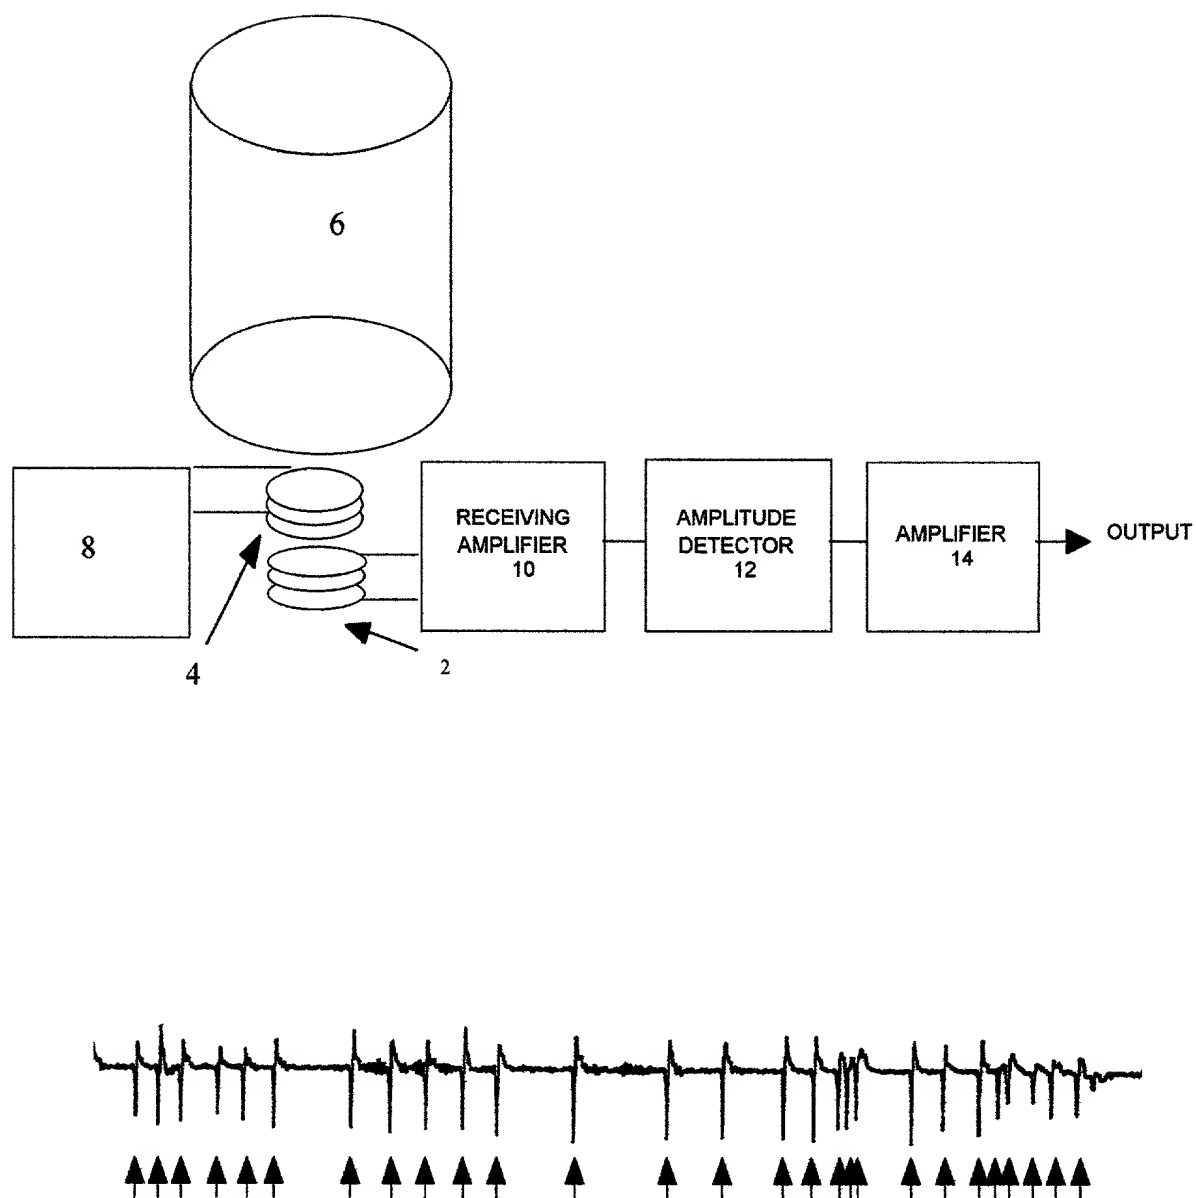 6
8
RECEIVING
AMPLIFIER
10
AMPLITUDE
DETECTOR
12
AMPLIFIER
14
OUTPUT
4
2